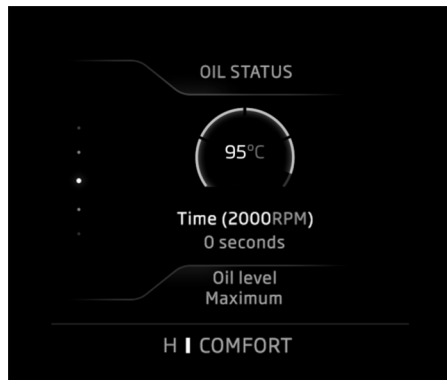 OIL STATUS
95°C
Time (2000RPM)
0 seconds
Oil level
Maximum
H COMFORT